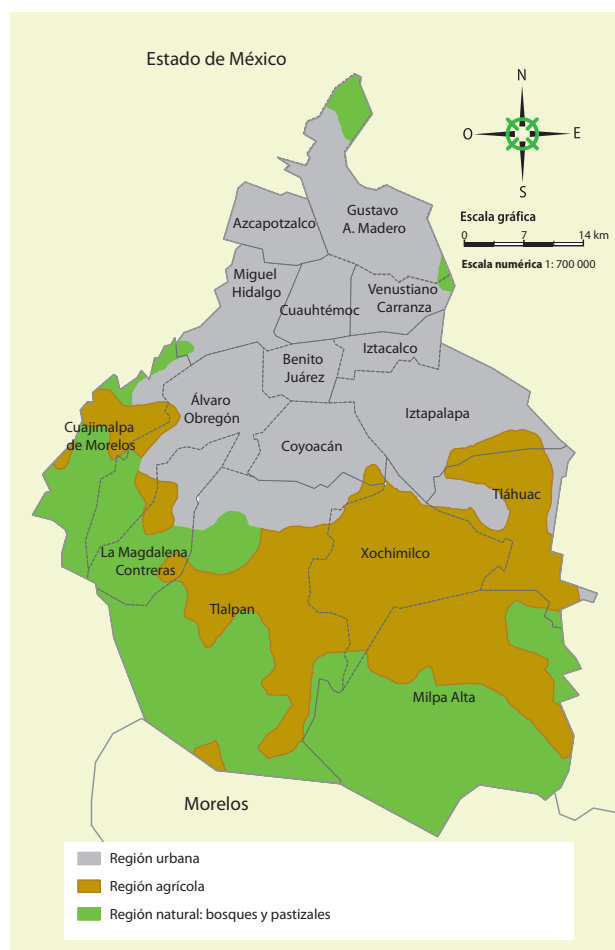 Estado de México
N
O
E
S
Escala gráfica
0 7 14 km
Escala numérica 1: 700 000
Gustavo
A. Madero
Azcapotzalco
Miguel
Hidalgo
Cuauhtémoc
Venustiano
Carranza
Iztacalco
Benito
Juárez
Álvaro
Obregón
Iztapalapa
Cuajimalpa
de Morelos
Coyoacán
Tláhuac
La Magdalena
Contreras
Xochimilco
Tlalpan
Milpa Alta
Morelos
Región urbana
Región agrícola
Región natural: bosques y pastizales